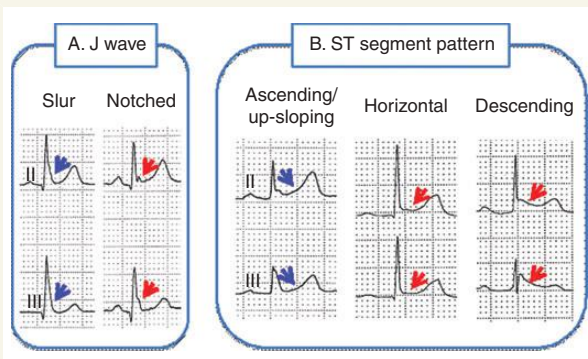 A. J wave
B. ST segment pattern
Slur
Notched
Ascending/
up-sloping
Horizontal
Descending
II
II
III
III